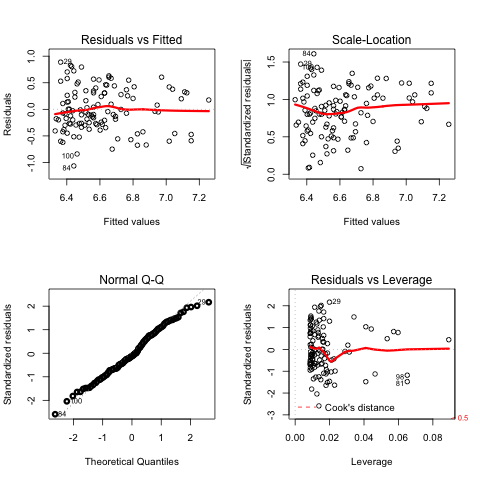 Residuals vs Fitted
Residuals
1.0
0.5
0.0
-0.5
-1.0
29
100
84
6.4 6.6 6.8 7.0 7.2
Fitted values
Scale-Location
√|Standardized residuals|
1.5
1.0
0.5
0.0
84
29
6.4 6.6 6.8 7.0 7.2
Fitted values
Normal Q-Q
Standardized residuals
2
1
0
-1
-2
29
100
84
-2 -1 0 1 2
Theoretical Quantiles
Residuals vs Leverage
Standardized residuals
2
1
0
-1
-2
-3
29
98
81
Cook's distance
0.5
0.00 0.02 0.04 0.06 0.08
Leverage